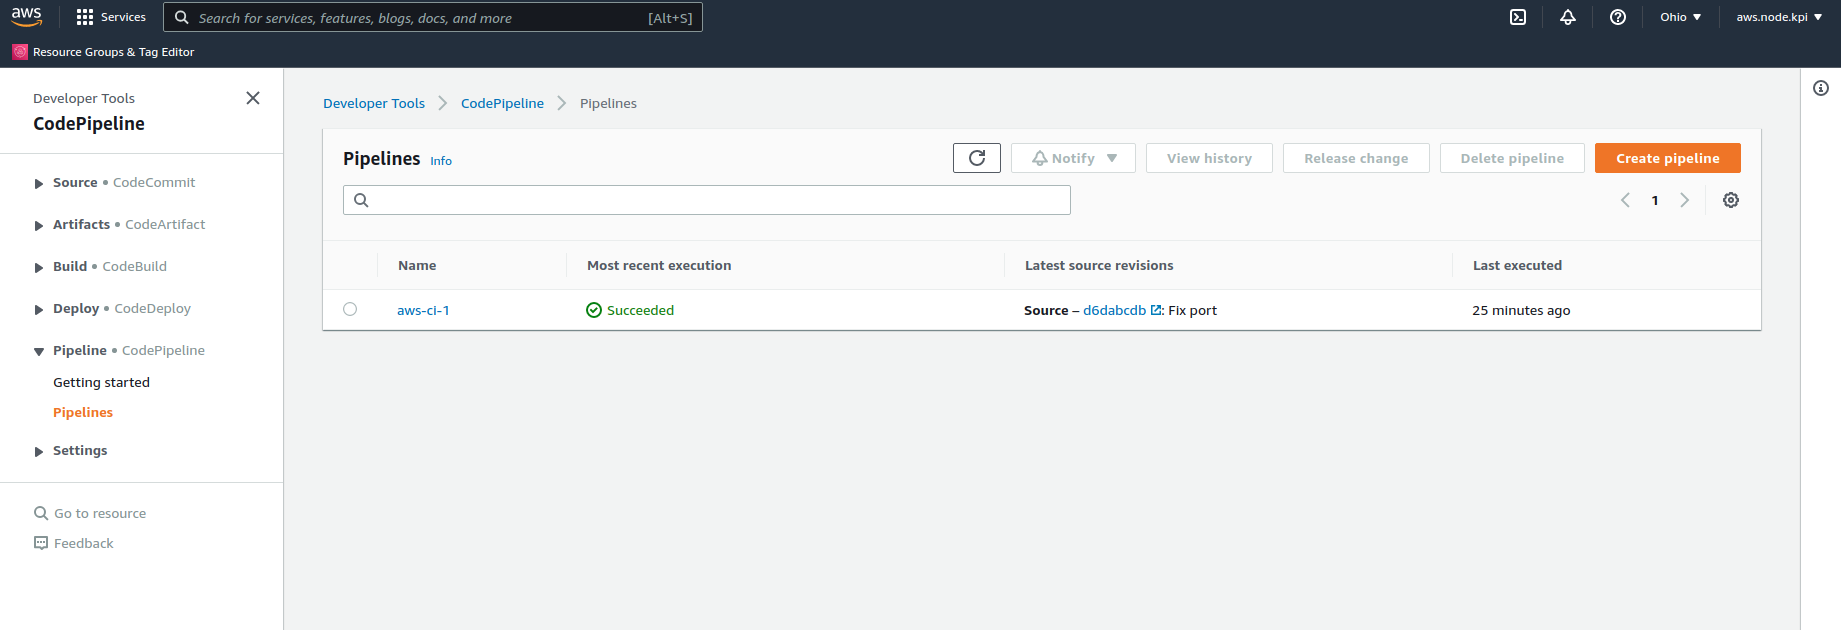 aws Services Search for services, features, blogs, docs, and more [Alt+S] Ohio aws.node.kpi
Resource Groups & Tag Editor
Developer Tools
CodePipeline
Source • CodeCommit
Artifacts • CodeArtifact
Build • CodeBuild
Deploy • CodeDeploy
Pipeline • CodePipeline
Getting started
Pipelines
Settings
Go to resource
Feedback
Developer Tools CodePipeline Pipelines
Pipelines Info Notify View history Release change Delete pipeline Create pipeline
1
Name Most recent execution Latest source revisions Last executed
aws-ci-1 Succeeded Source – d6dabcdb : Fix port 25 minutes ago